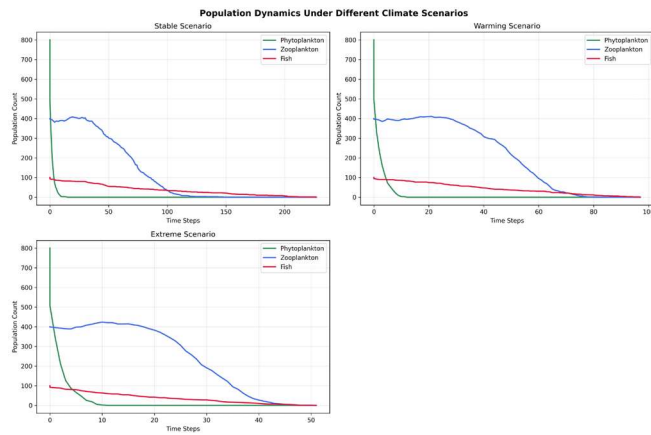 Population Dynamics Under Different Climate Scenarios
Stable Scenario
Population Count
800
700
600
500
400
300
200
100
0
Phytoplankton
Zooplankton
Fish
0 50 100 150 200
Time Steps
Warming Scenario
Population Count
800
700
600
500
400
300
200
100
0
Phytoplankton
Zooplankton
Fish
0 20 40 60 80 100
Time Steps
Extreme Scenario
Population Count
800
700
600
500
400
300
200
100
0
Phytoplankton
Zooplankton
Fish
0 10 20 30 40 50
Time Steps